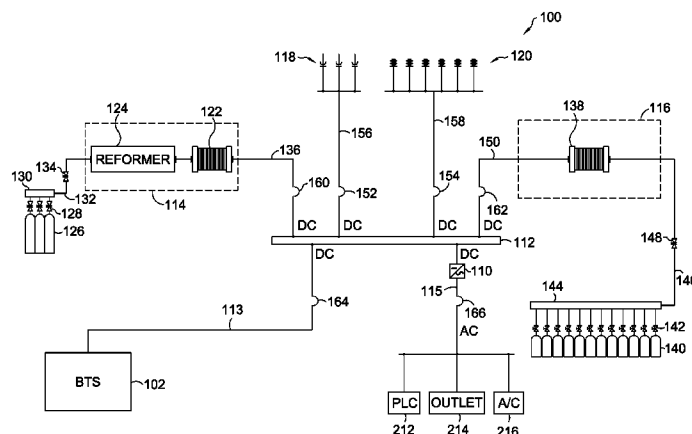 100
118
120
124
122
156
158
150
116
138
REFORMER
136
134
130
132
128
126
114
160
152
154
162
DC
DC
DC
DC
112
148
DC
DC
110
115
144
113
164
166
AC
142
140
BTS
102
PLC
OUTLET
A/C
212
214
216